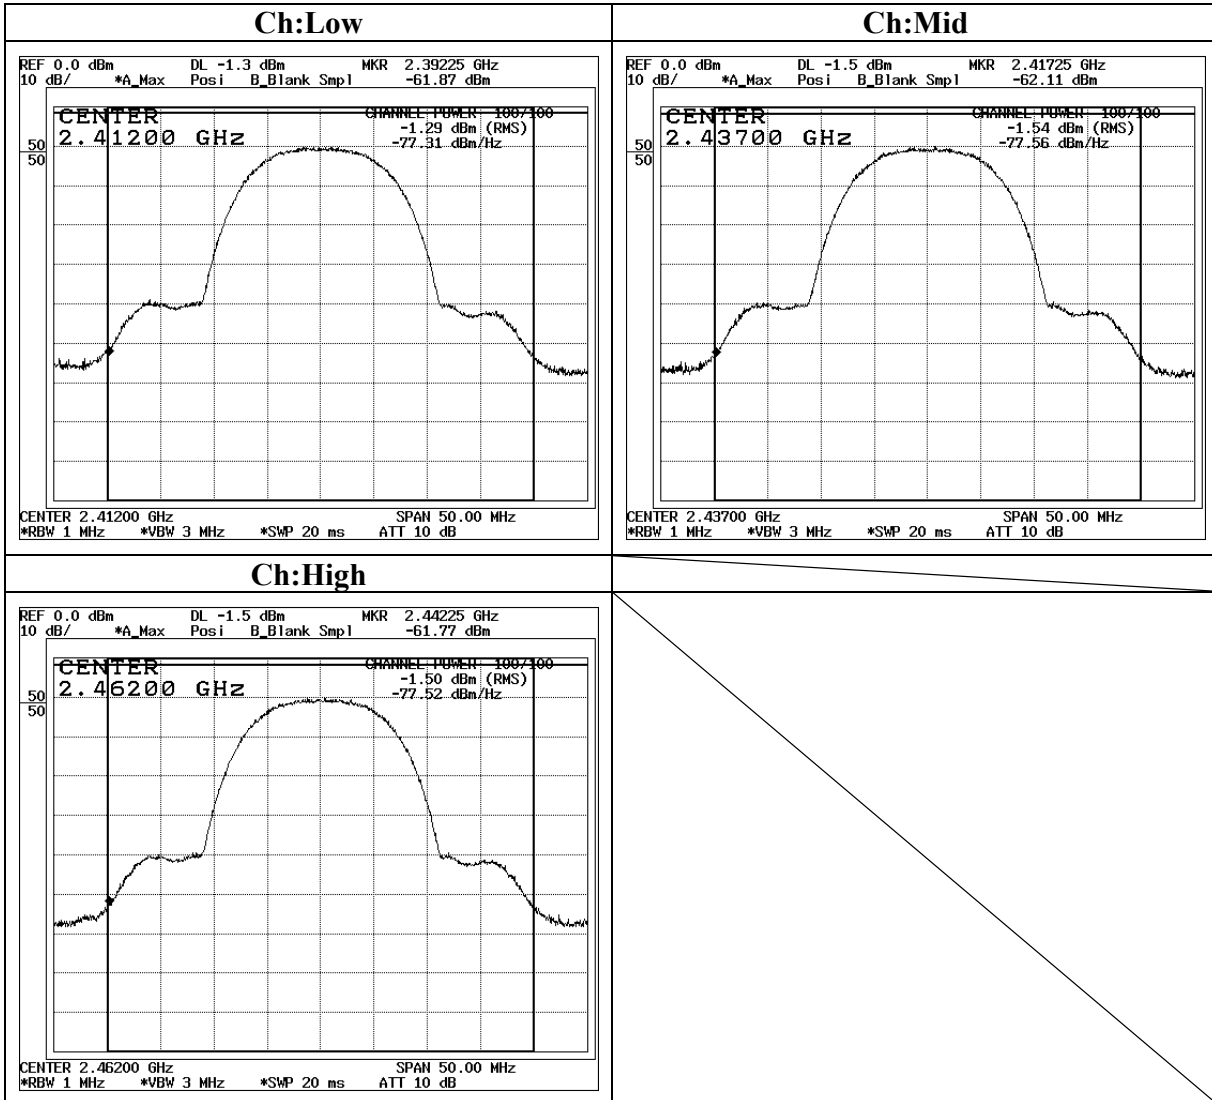 Ch:Low
REF 0.0 dBm DL -1.3 dBm MKR 2.39225 GHz
10 dB/ *A_Max Posi B_Blank Smpl -61.87 dBm
CENTER CHANNEL POWER 100/100
2.41200 GHz -1.29 dBm (RMS)
-77.31 dBm/Hz
50
50
CENTER 2.41200 GHz SPAN 50.00 MHz
*RBW 1 MHz *VBW 3 MHz *SWP 20 ms ATT 10 dB
Ch:Mid
REF 0.0 dBm DL -1.5 dBm MKR 2.41725 GHz
10 dB/ *A_Max Posi B_Blank Smpl -62.11 dBm
CENTER CHANNEL POWER 100/100
2.43700 GHz -1.54 dBm (RMS)
-77.56 dBm/Hz
50
50
CENTER 2.43700 GHz SPAN 50.00 MHz
*RBW 1 MHz *VBW 3 MHz *SWP 20 ms ATT 10 dB
Ch:High
REF 0.0 dBm DL -1.5 dBm MKR 2.44225 GHz
10 dB/ *A_Max Posi B_Blank Smpl -61.77 dBm
CENTER CHANNEL POWER 100/100
2.46200 GHz -1.50 dBm (RMS)
-77.52 dBm/Hz
50
50
CENTER 2.46200 GHz SPAN 50.00 MHz
*RBW 1 MHz *VBW 3 MHz *SWP 20 ms ATT 10 dB